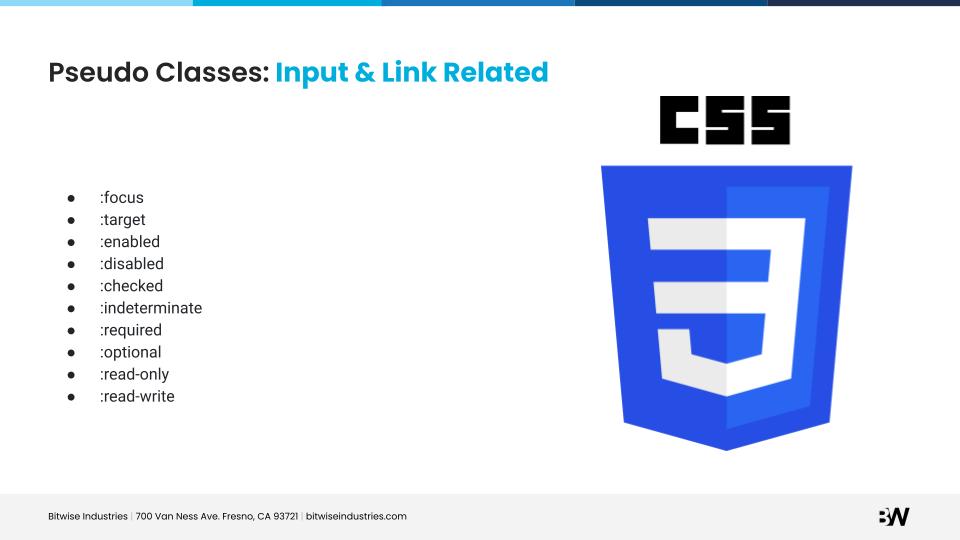 Pseudo Classes: Input & Link Related
CSS
3
● :focus
● :target
● :enabled
● :disabled
● :checked
● :indeterminate
● :required
● :optional
● :read-only
● :read-write
Bitwise Industries | 700 Van Ness Ave. Fresno, CA 93721 | bitwiseindustries.com
BW